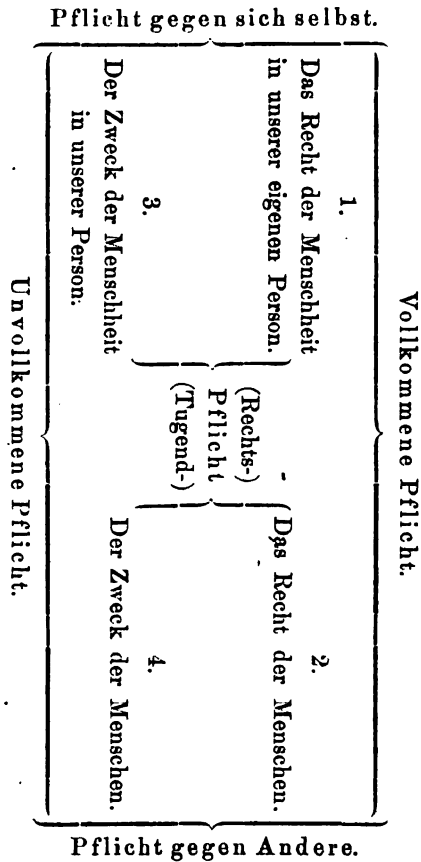 Pflicht gegen sich selbst.
Vollkommene Pflicht.
1.
Das Recht der Menschheit
in unserer eigenen Person.
(Rechts-)
Pflicht
(Tugend-)
2.
Das Recht der Menschen.
3.
Der Zweck der Menschheit
in unserer Person:
4.
Der Zweck der Menschen.
Unvollkommene Pflicht.
Pflicht gegen Andere.